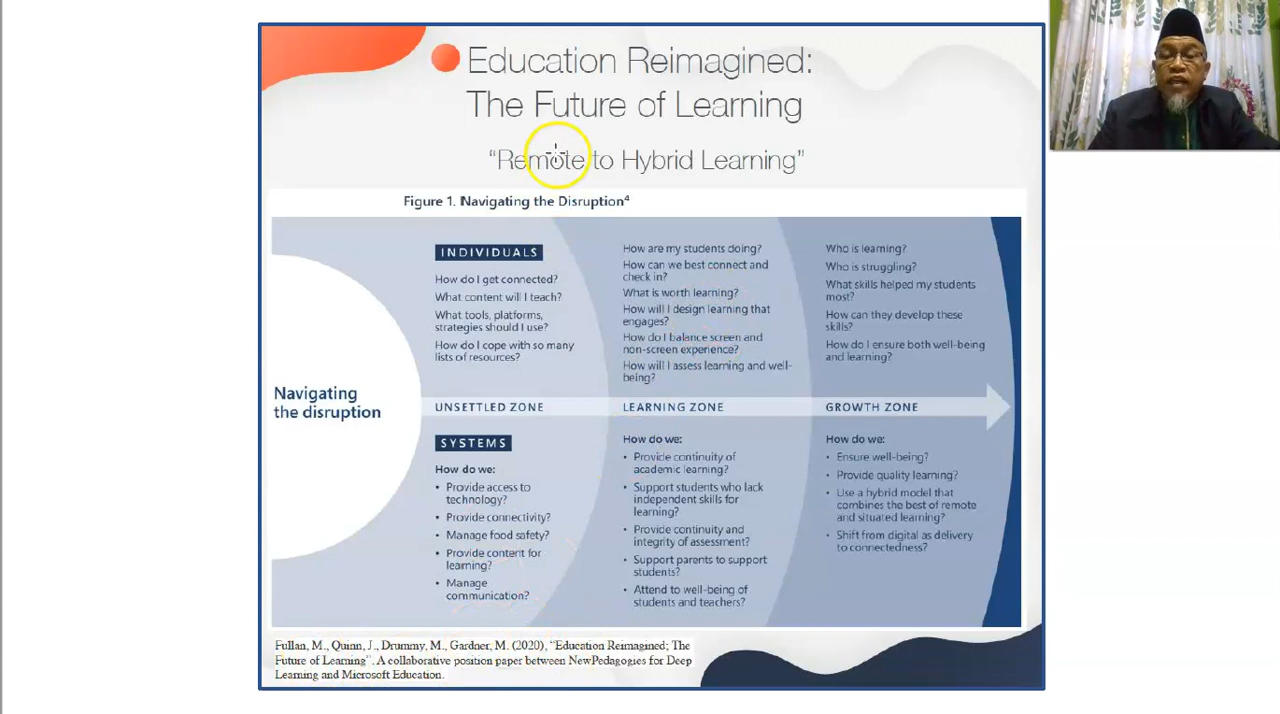 Education Reimagined:
The Future of Learning
“Remote to Hybrid Learning”
Figure 1. Navigating the Disruption⁴
Navigating
the disruption
INDIVIDUALS
How do I get connected?
What content will I teach?
What tools, platforms,
strategies should I use?
How do I cope with so many
lists of resources?
How are my students doing?
How can we best connect and
check in?
What is worth learning?
How will I design learning that
engages?
How do I balance screen and
non-screen experience?
How will I assess learning and well-
being?
Who is learning?
Who is struggling?
What skills helped my students
most?
How can they develop these
skills?
How do I ensure both well-being
and learning?
UNSETTLED ZONE
LEARNING ZONE
GROWTH ZONE
SYSTEMS
How do we:
• Provide access to
technology?
• Provide connectivity?
• Manage food safety?
• Provide content for
learning?
• Manage
communication?
How do we:
• Provide continuity of
academic learning?
• Support students who lack
independent skills for
learning?
• Provide continuity and
integrity of assessment?
• Support parents to support
students?
• Attend to well-being of
students and teachers?
How do we:
• Ensure well-being?
• Provide quality learning?
• Use a hybrid model that
combines the best of remote
and situated learning?
• Shift from digital as delivery
to connectedness?
Fullan, M., Quinn, J., Drummy, M., Gardner, M. (2020), “Education Reimagined; The
Future of Learning”. A collaborative position paper between NewPedagogies for Deep
Learning and Microsoft Education.